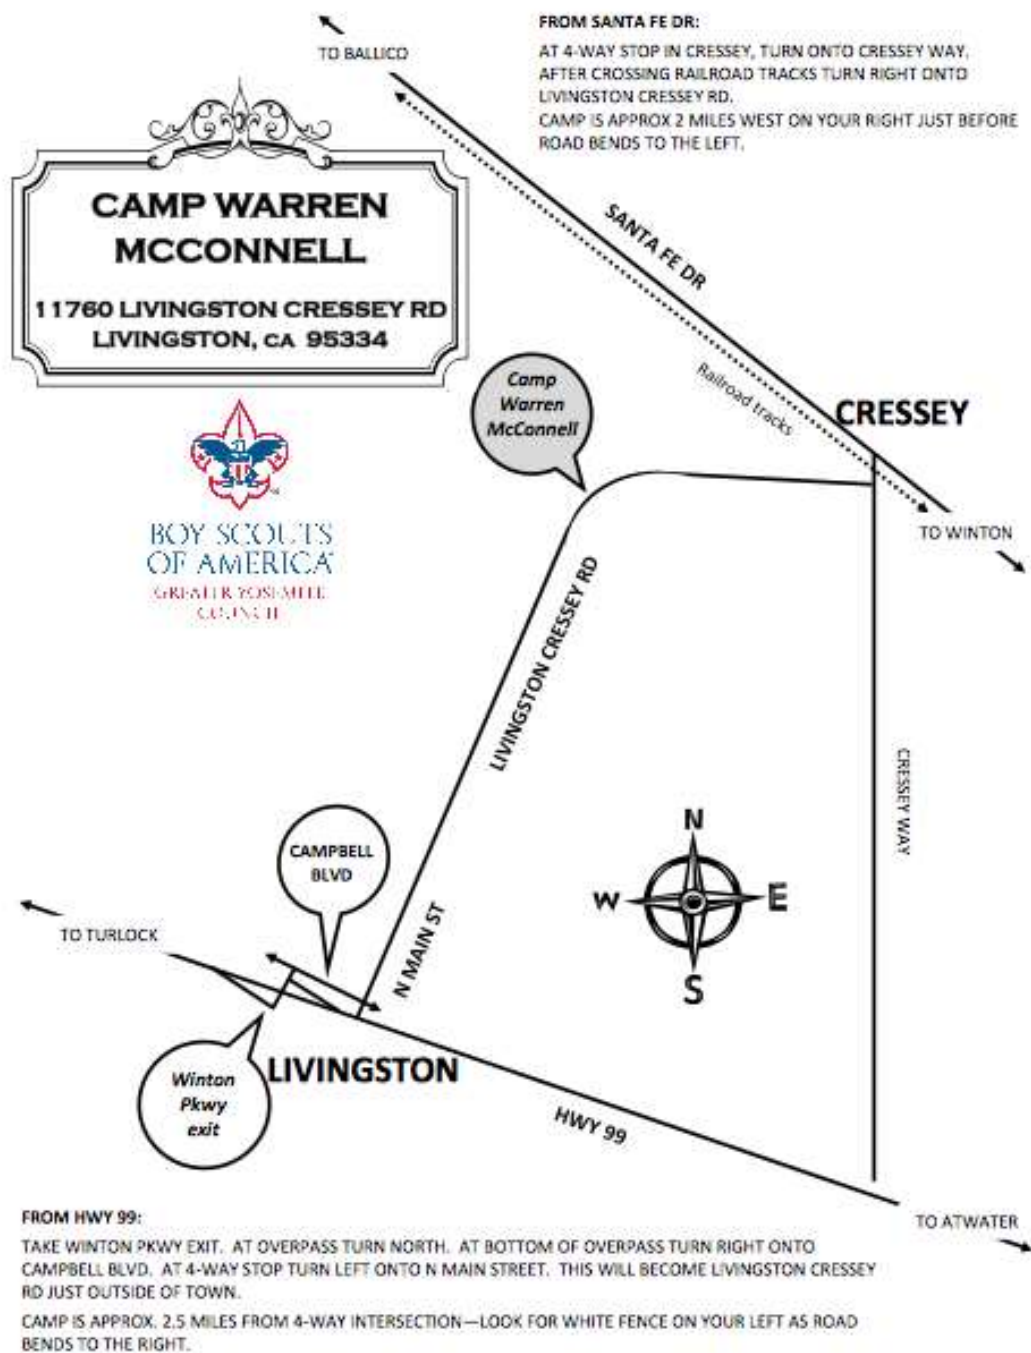 TO BALLICO
FROM SANTA FE DR:
AT 4-WAY STOP IN CRESSEY, TURN ONTO CRESSEY WAY.
AFTER CROSSING RAILROAD TRACKS TURN RIGHT ONTO
LIVINGSTON CRESSEY RD.
CAMP IS APPROX 2 MILES WEST ON YOUR RIGHT JUST BEFORE
ROAD BENDS TO THE LEFT.
CAMP WARREN
MCCONNELL
11760 LIVINGSTON CRESSEY RD
LIVINGSTON, CA 95334
SANTA FE DR
Railroad tracks
Camp
Warren
McConnell
CRESSEY
TO WINTON
BOY SCOUTS
OF AMERICA
GREATER YOSEMITE
COUNCIL
LIVINGSTON CRESSEY RD
CRESSEY WAY
CAMPBELL
BLVD
N
W E
S
TO TURLOCK
N MAIN ST
LIVINGSTON
Winton
Pkwy
exit
HWY 99
TO ATWATER
FROM HWY 99:
TAKE WINTON PKWY EXIT. AT OVERPASS TURN NORTH. AT BOTTOM OF OVERPASS TURN RIGHT ONTO
CAMPBELL BLVD. AT 4-WAY STOP TURN LEFT ONTO N MAIN STREET. THIS WILL BECOME LIVINGSTON CRESSEY
RD JUST OUTSIDE OF TOWN.
CAMP IS APPROX. 2.5 MILES FROM 4-WAY INTERSECTION—LOOK FOR WHITE FENCE ON YOUR LEFT AS ROAD
BENDS TO THE RIGHT.